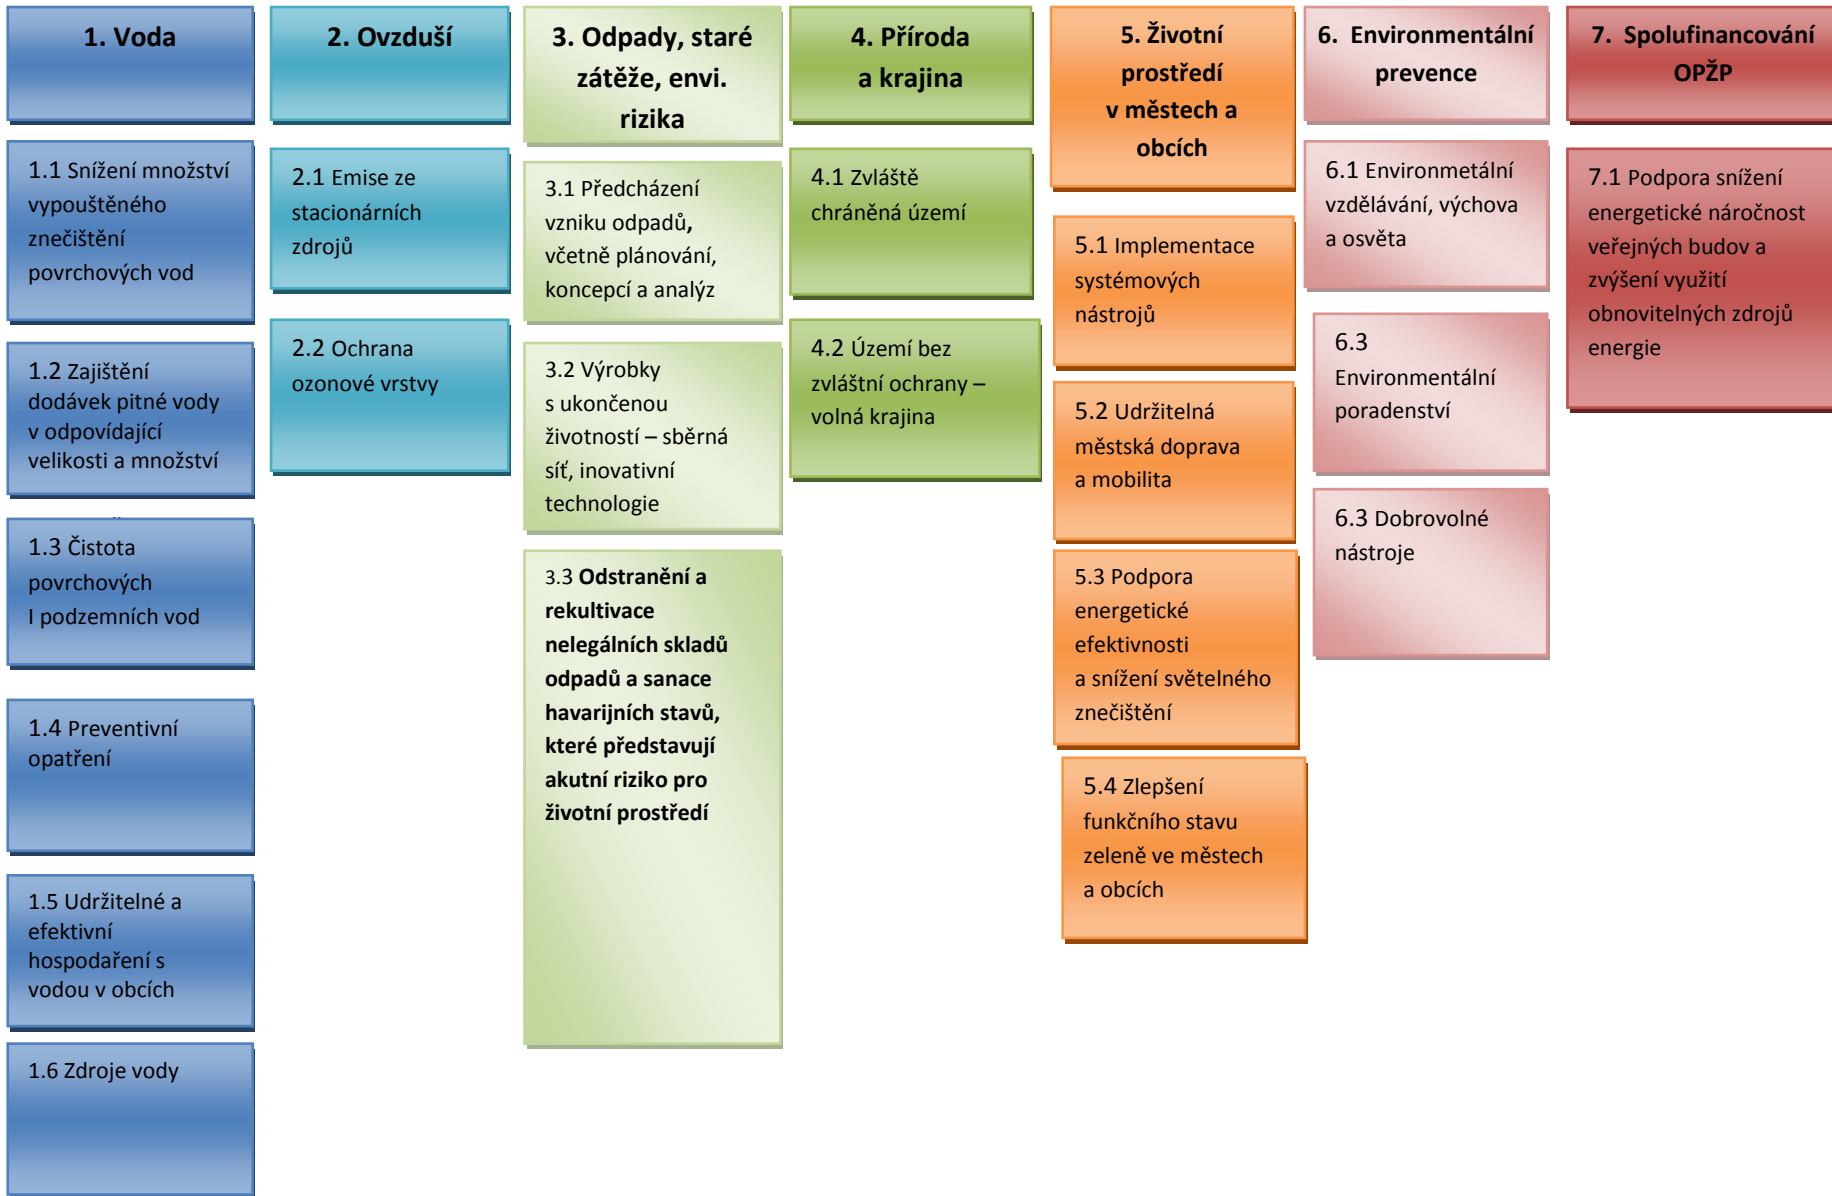 1. Voda
1.1 Snížení množství
vypouštěného
znečištění
povrchových vod
1.2 Zajištění
dodávek pitné vody
v odpovídající
velikosti a množství
1.3 Čistota
povrchových
I podzemních vod
1.4 Preventivní
opatření
1.5 Udržitelné a
efektivní
hospodaření s
vodou v obcích
1.6 Zdroje vody
2. Ovzduší
2.1 Emise ze
stacionárních
zdrojů
2.2 Ochrana
ozonové vrstvy
3. Odpady, staré
zátěže, envi.
rizika
3.1 Předcházení
vzniku odpadů,
včetně plánování,
koncepcí a analýz
3.2 Výrobky
s ukončenou
životností – sběrná
síť, inovativní
technologie
3.3 Odstranění a
rekultivace
nelegálních skladů
odpadů a sanace
havarijních stavů,
které představují
akutní riziko pro
životní prostředí
4. Příroda
a krajina
4.1 Zvláště
chráněná území
4.2 Území bez
zvláštní ochrany –
volná krajina
5. Životní
prostředí
v městech a
obcích
5.1 Implementace
systémových
nástrojů
5.2 Udržitelná
městská doprava
a mobilita
5.3 Podpora
energetické
efektivnosti
a snížení světelného
znečištění
5.4 Zlepšení
funkčního stavu
zeleně ve městech
a obcích
6. Environmentální
prevence
6.1 Environmetální
vzdělávání, výchova
a osvěta
6.3
Environmentální
poradenství
6.3 Dobrovolné
nástroje
7. Spolufinancování
OPŽP
7.1 Podpora snížení
energetické náročnost
veřejných budov a
zvýšení využití
obnovitelných zdrojů
energie